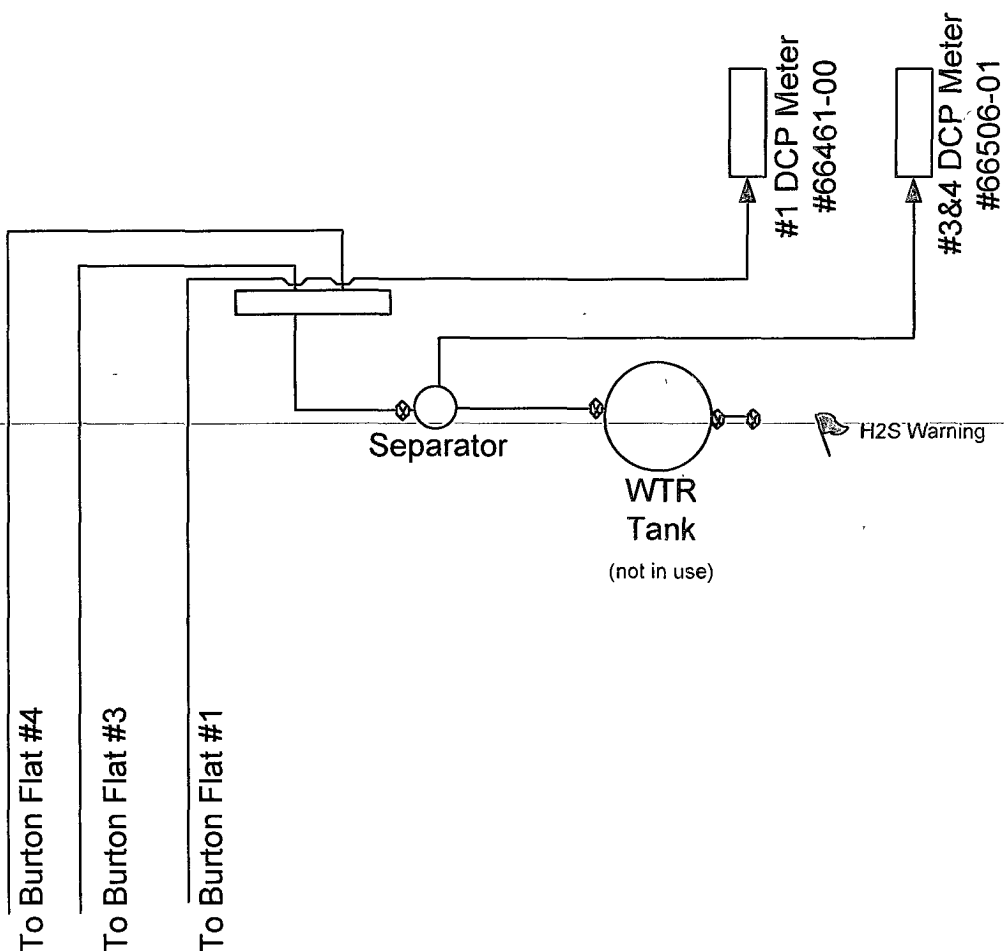 #1 DCP Meter
#66461-00
#3&4 DCP Meter
#66506-01
Separator
WTR
Tank
(not in use)
H2S Warning
To Burton Flat #4
To Burton Flat #3
To Burton Flat #1